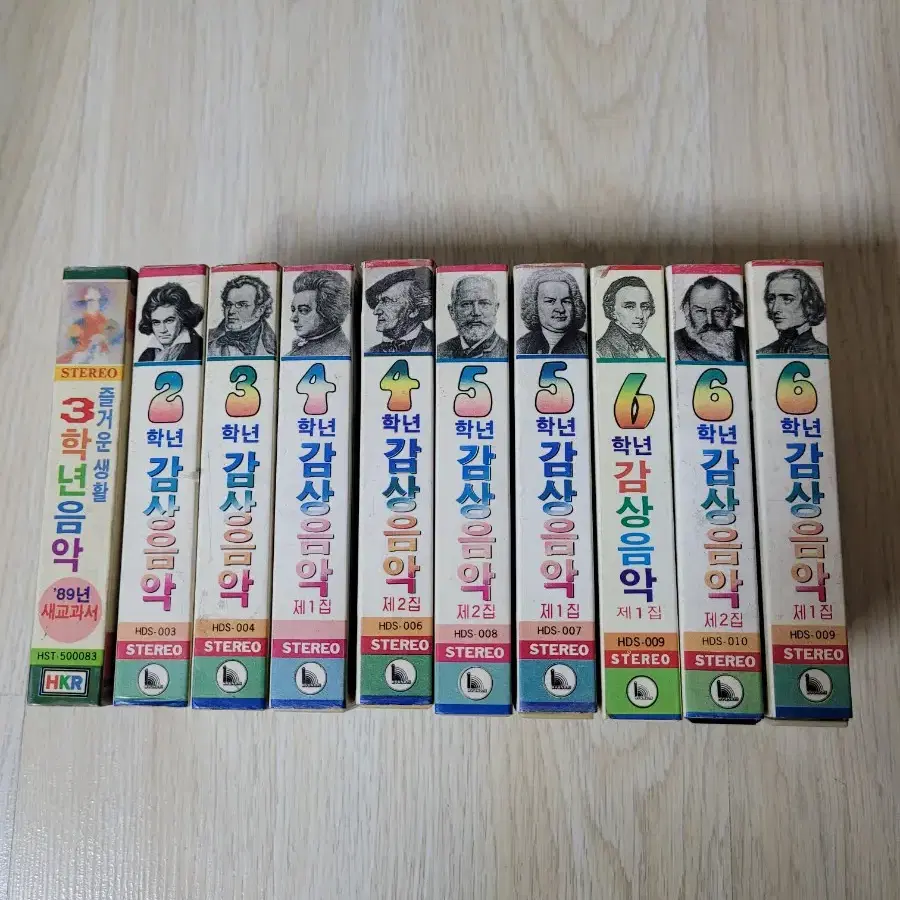 STEREO
즐거운 생활
3학년음악
'89년
새교과서
HST-500083
HKR
2
학년
감상음악
HDS-003
STEREO
3
학년
감상음악
HDS-004
STEREO
4
학년
감상음악
제1집
STEREO
4
학년
감상음악
제2집
HDS-006
STEREO
5
학년
감상음악
제2집
HDS-008
STEREO
5
학년
감상음악
제1집
HDS-007
STEREO
6
학년
감상음악
제1집
HDS-009
STEREO
6
학년
감상음악
제2집
HDS-010
STEREO
6
학년
감상음악
제1집
HDS-009
STEREO